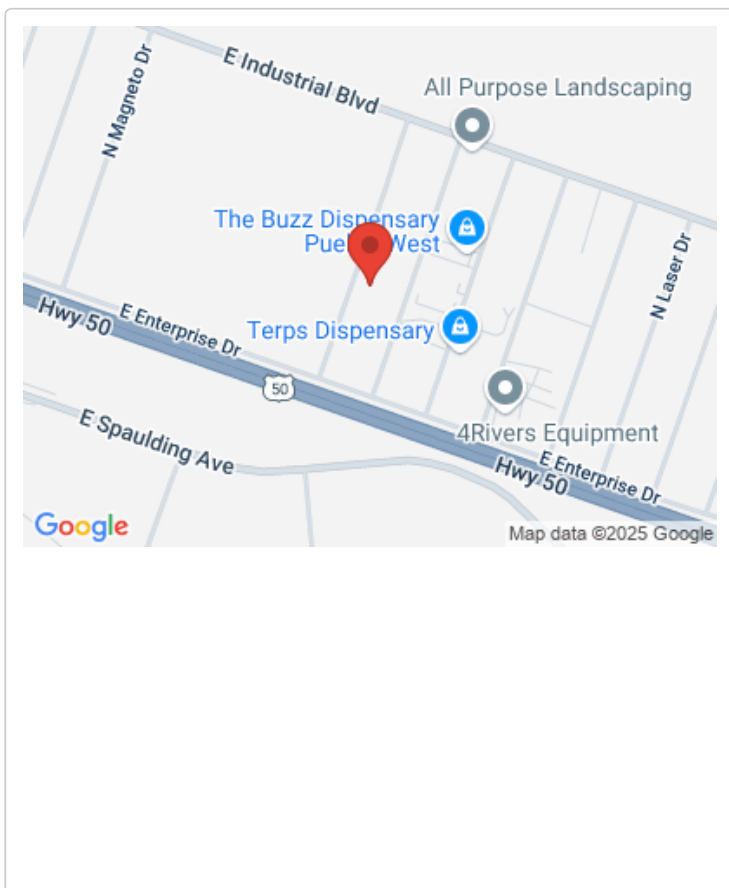 E Industrial Blvd
All Purpose Landscaping
N Magneto Dr
The Buzz Dispensary
West
N Laser Dr
Hwy 50
E Enterprise Dr
Terps Dispensary
50
4Rivers Equipment
E Spaulding Ave
Hwy 50
E Enterprise Dr
Google
Map data ©2025 Google